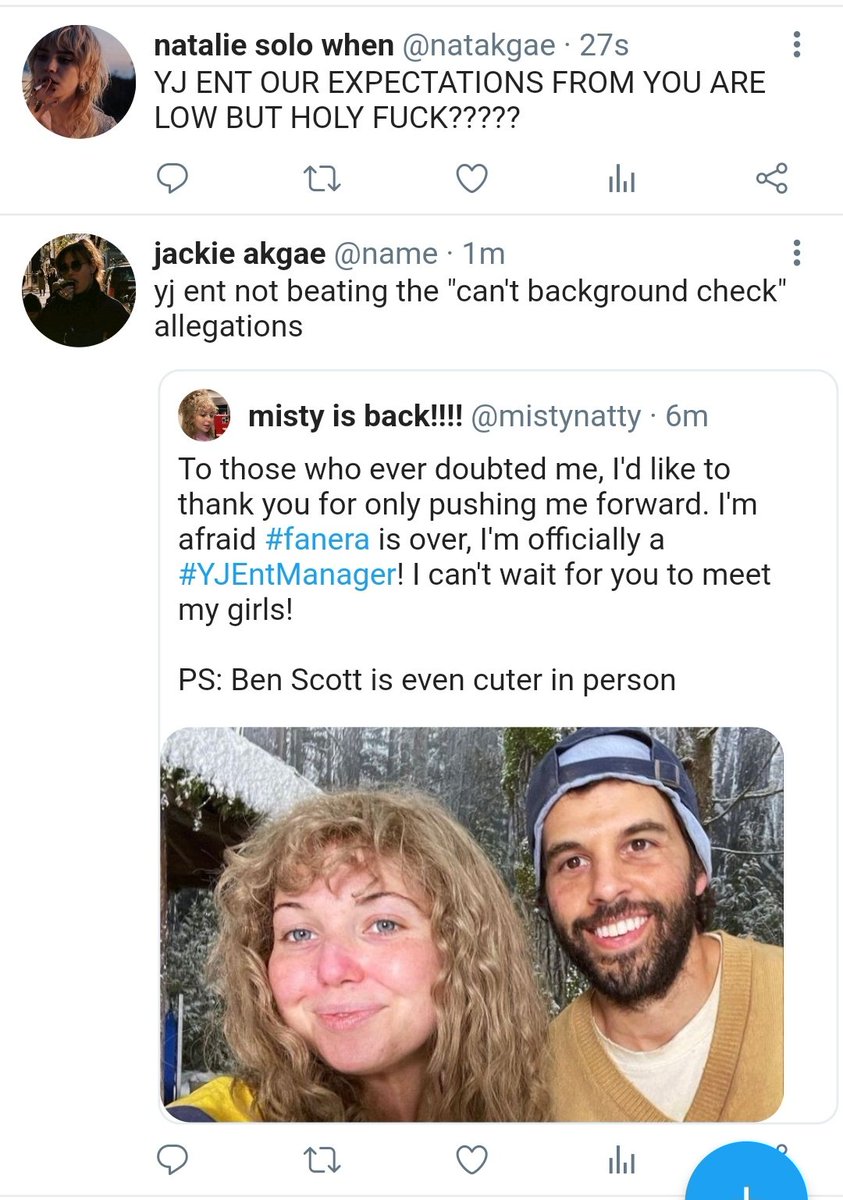 natalie solo when @natakgae · 27s
YJ ENT OUR EXPECTATIONS FROM YOU ARE
LOW BUT HOLY FUCK?????
jackie akgae @name · 1m
yj ent not beating the "can't background check"
allegations
misty is back!!!! @mistynatty · 6m
To those who ever doubted me, I'd like to
thank you for only pushing me forward. I'm
afraid #fanera is over, I'm officially a
#YJEntManager! I can't wait for you to meet
my girls!
PS: Ben Scott is even cuter in person